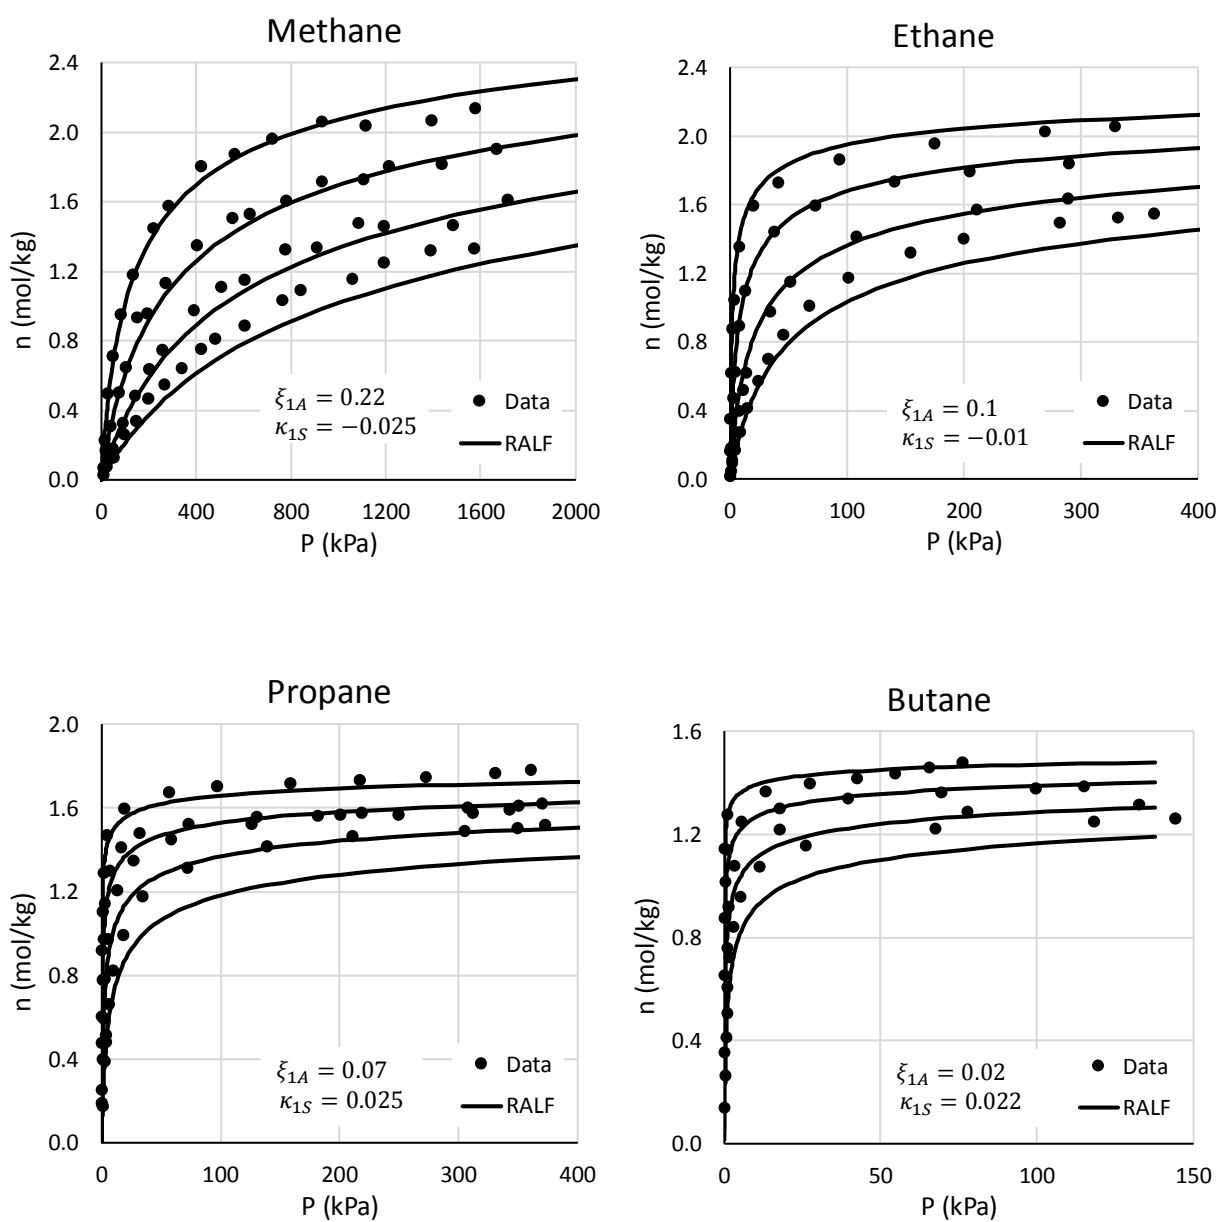 Methane
2.4
2.0
1.6
1.2
0.8
0.4
0.0
n (mol/kg)
ξ1A = 0.22
κ1S = −0.025
Data
RALF
0 400 800 1200 1600 2000
P (kPa)
Ethane
2.4
2.0
1.6
1.2
0.8
0.4
0.0
n (mol/kg)
ξ1A = 0.1
κ1S = −0.01
Data
RALF
0 100 200 300 400
P (kPa)
Propane
2.0
1.6
1.2
0.8
0.4
0.0
n (mol/kg)
ξ1A = 0.07
κ1S = 0.025
Data
RALF
0 100 200 300 400
P (kPa)
Butane
1.6
1.2
0.8
0.4
0.0
n (mol/kg)
ξ1A = 0.02
κ1S = 0.022
Data
RALF
0 50 100 150
P (kPa)